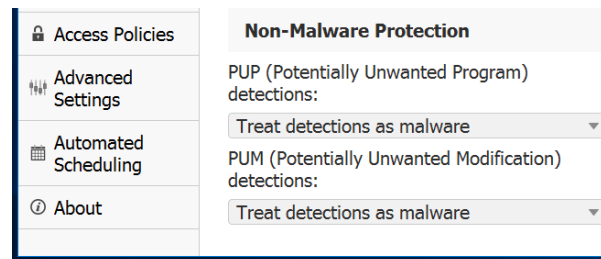 Access Policies
Advanced
Settings
Automated
Scheduling
About
Non-Malware Protection
PUP (Potentially Unwanted Program)
detections:
Treat detections as malware
PUM (Potentially Unwanted Modification)
detections:
Treat detections as malware